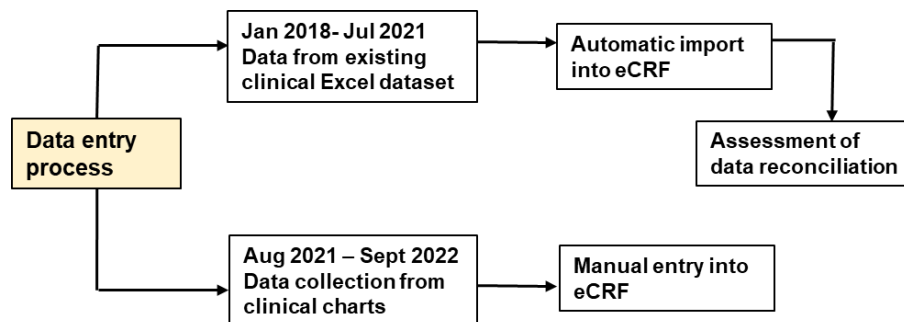 Data entry
process
Jan 2018- Jul 2021
Data from existing
clinical Excel dataset
Automatic import
into eCRF
Assessment of
data reconciliation
Aug 2021 – Sept 2022
Data collection from
clinical charts
Manual entry into
eCRF